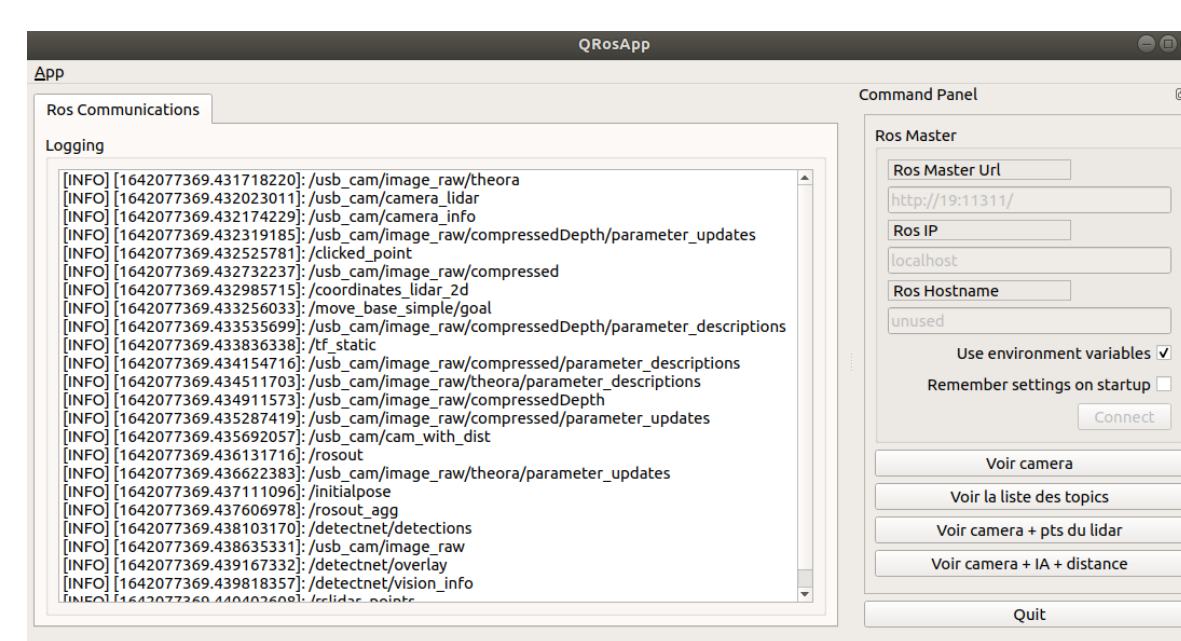 QRosApp
App
Ros Communications
Logging
[INFO] [1642077369.431718220]: /usb_cam/image_raw/theora
[INFO] [1642077369.432023011]: /usb_cam/camera_lidar
[INFO] [1642077369.432174229]: /usb_cam/camera_info
[INFO] [1642077369.432319185]: /usb_cam/image_raw/compressedDepth/parameter_updates
[INFO] [1642077369.432525781]: /clicked_point
[INFO] [1642077369.432732237]: /usb_cam/image_raw/compressed
[INFO] [1642077369.432985715]: /coordinates_lidar_2d
[INFO] [1642077369.433256033]: /move_base_simple/goal
[INFO] [1642077369.433535699]: /usb_cam/image_raw/compressedDepth/parameter_descriptions
[INFO] [1642077369.433836338]: /tf_static
[INFO] [1642077369.434154716]: /usb_cam/image_raw/compressed/parameter_descriptions
[INFO] [1642077369.434511703]: /usb_cam/image_raw/theora/parameter_descriptions
[INFO] [1642077369.434911573]: /usb_cam/image_raw/compressedDepth
[INFO] [1642077369.435287419]: /usb_cam/image_raw/compressed/parameter_updates
[INFO] [1642077369.435692057]: /usb_cam/cam_with_dist
[INFO] [1642077369.436131716]: /rosout
[INFO] [1642077369.436622383]: /usb_cam/image_raw/theora/parameter_updates
[INFO] [1642077369.437111096]: /initialpose
[INFO] [1642077369.437606978]: /rosout_agg
[INFO] [1642077369.438103170]: /detectnet/detections
[INFO] [1642077369.438635331]: /usb_cam/image_raw
[INFO] [1642077369.439167332]: /detectnet/overlay
[INFO] [1642077369.439818357]: /detectnet/vision_info
[INFO] [1642077369.440402608]: /rslidar_points
Command Panel
Ros Master
Ros Master Url
http://19:11311/
Ros IP
localhost
Ros Hostname
unused
Use environment variables
Remember settings on startup
Connect
Voir camera
Voir la liste des topics
Voir camera + pts du lidar
Voir camera + IA + distance
Quit